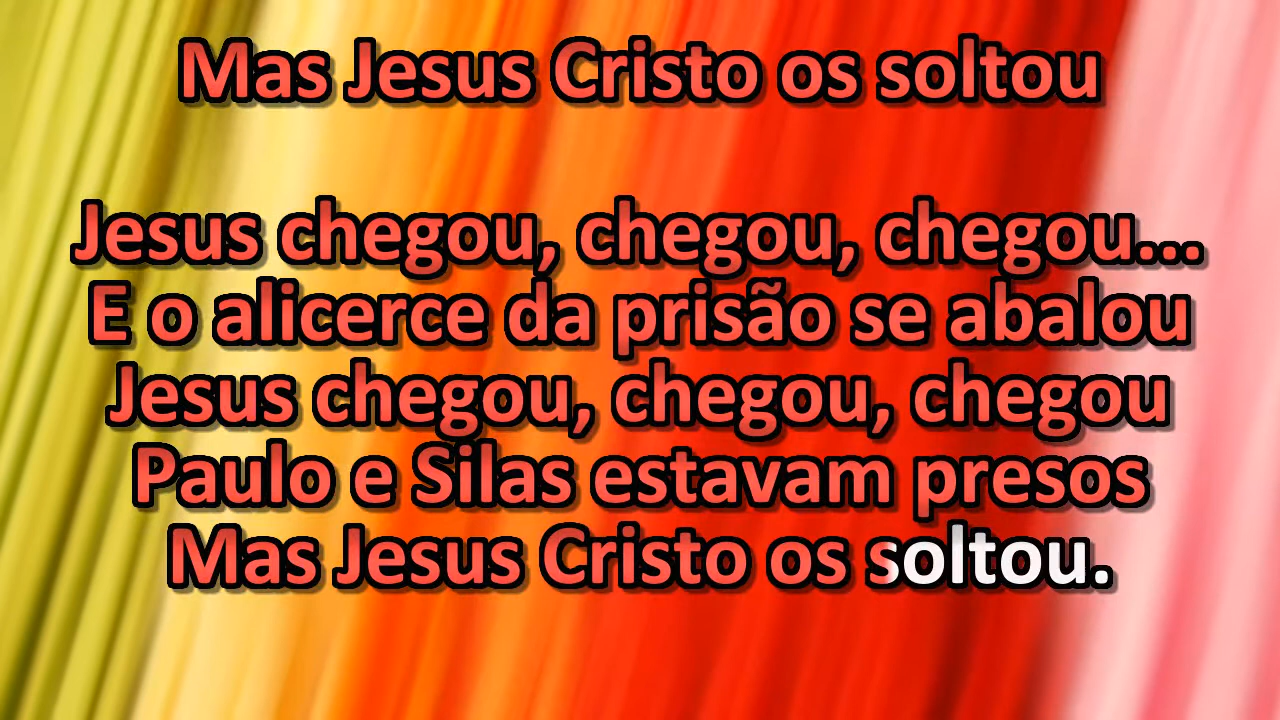 Mas Jesus Cristo os soltou
Jesus chegou, chegou, chegou...
E o alicerce da prisão se abalou
Jesus chegou, chegou, chegou
Paulo e Silas estavam presos
Mas Jesus Cristo os soltou.